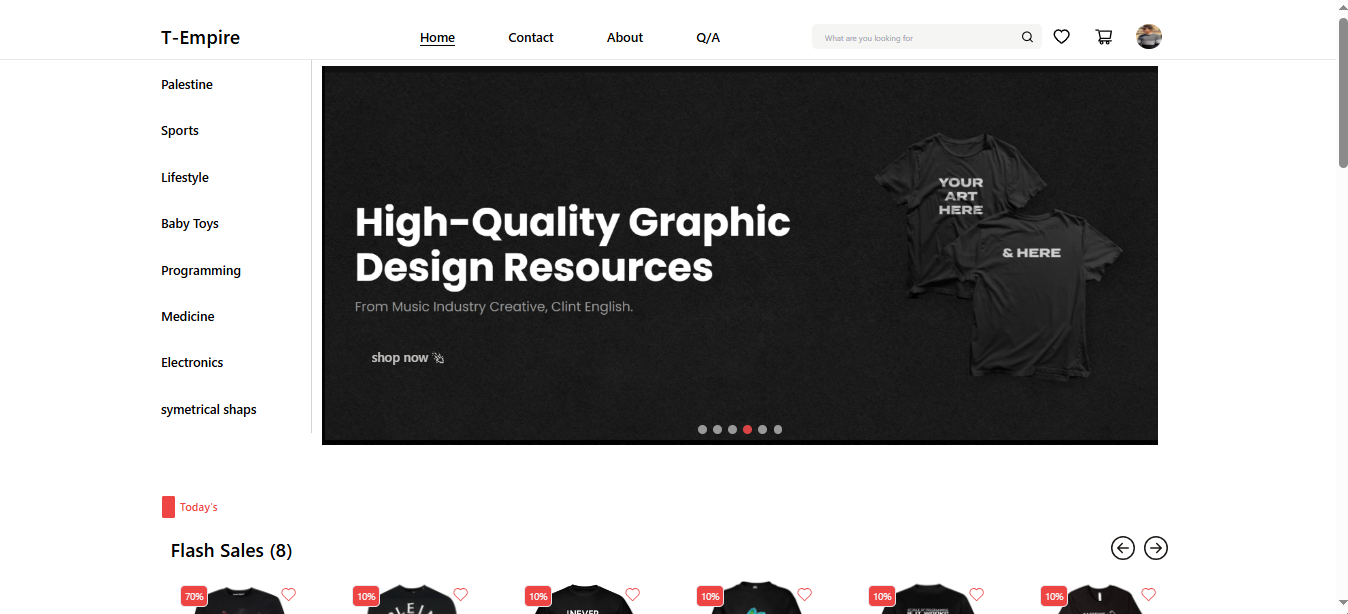 T-Empire
Home
Contact
About
Q/A
What are you looking for
Palestine
Sports
Lifestyle
Baby Toys
Programming
Medicine
Electronics
symetrical shaps
High-Quality Graphic
Design Resources
From Music Industry Creative, Clint English.
shop now
YOUR
ART
HERE
& HERE
Today's
Flash Sales (8)
70%
10%
10%
10%
10%
10%